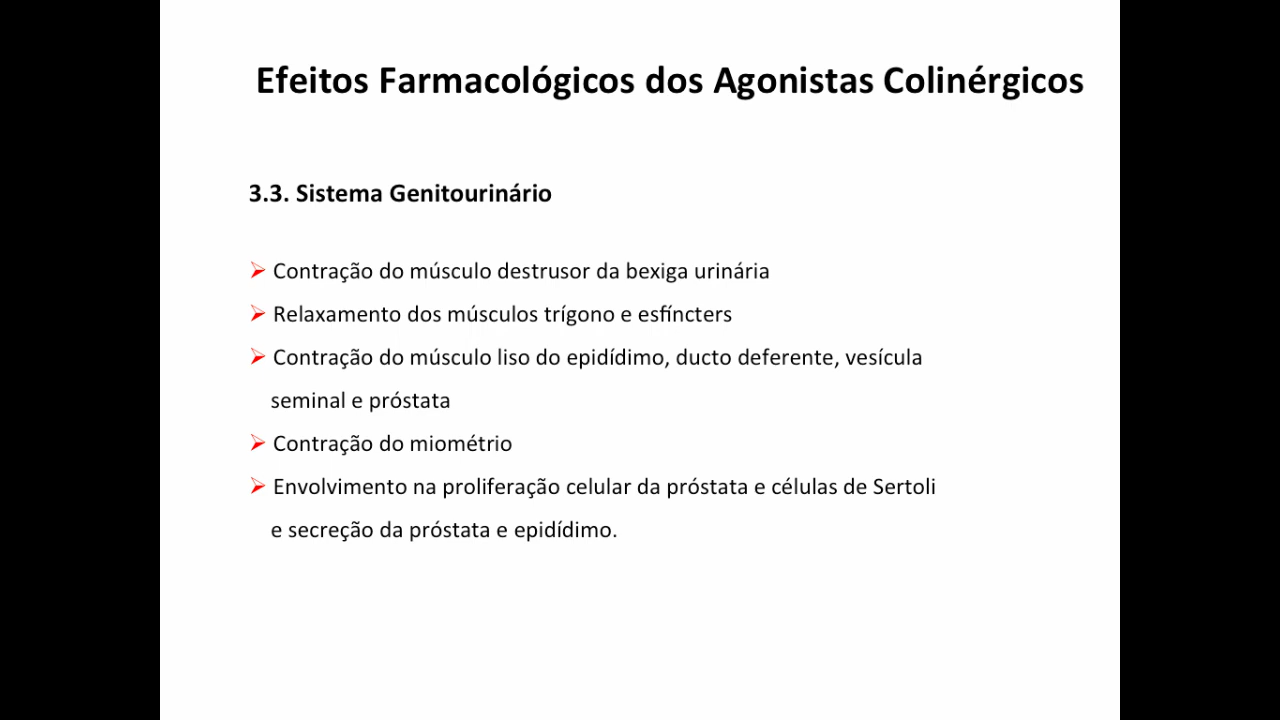 Efeitos Farmacológicos dos Agonistas Colinérgicos
3.3. Sistema Genitourinário
➢ Contração do músculo destrusor da bexiga urinária
➢ Relaxamento dos músculos trígono e esfíncters
➢ Contração do músculo liso do epidídimo, ducto deferente, vesícula
seminal e próstata
➢ Contração do miométrio
➢ Envolvimento na proliferação celular da próstata e células de Sertoli
e secreção da próstata e epidídimo.